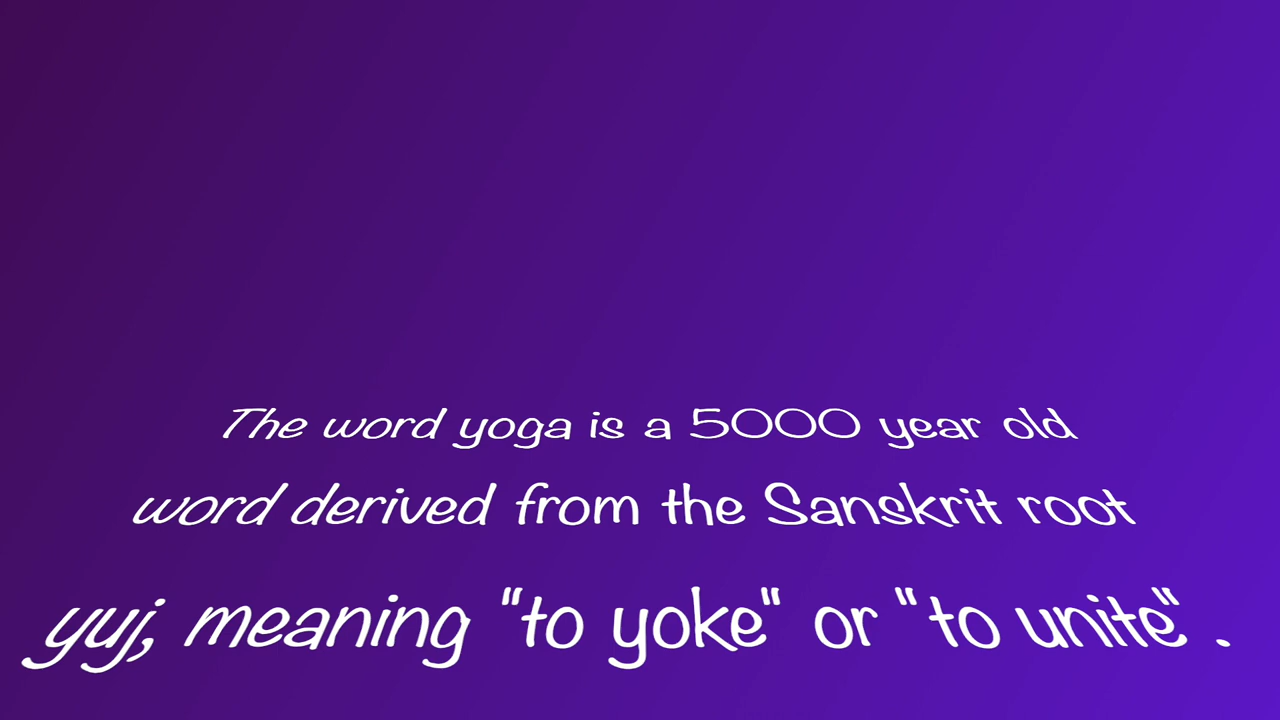 The word yoga is a 5000 year old
word derived from the Sanskrit root
yuj, meaning "to yoke" or "to unite" .